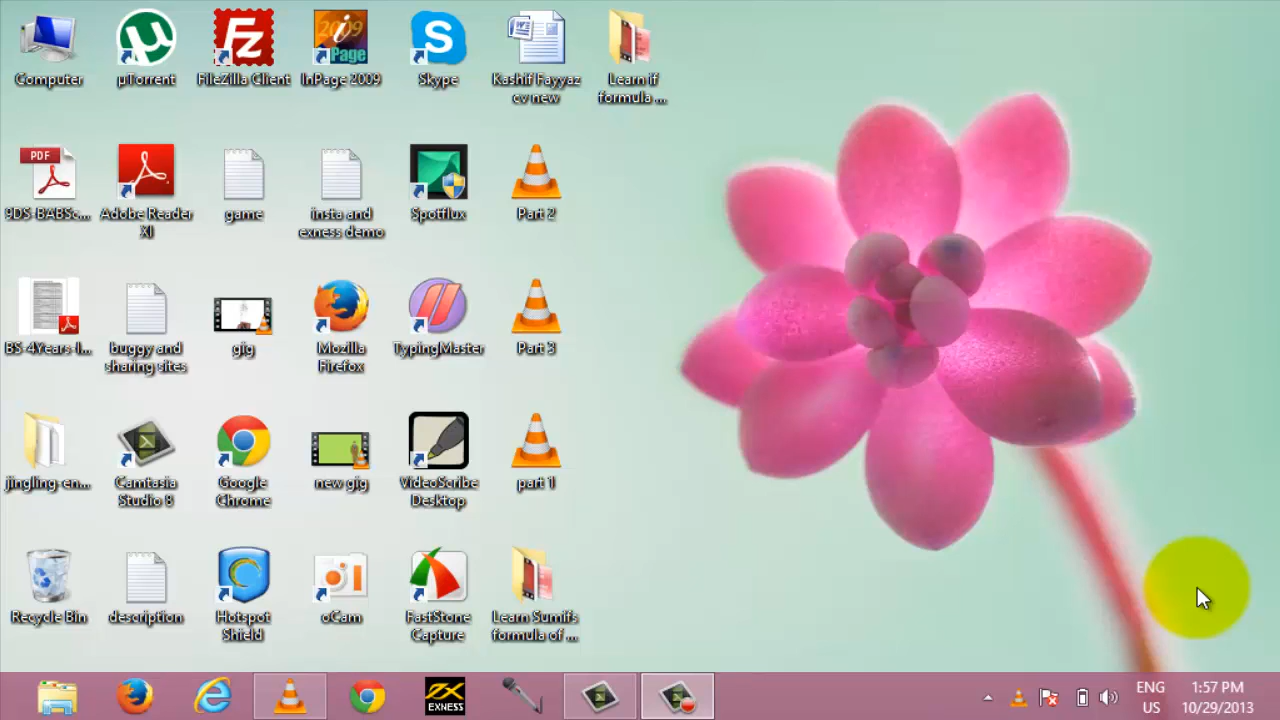 Computer
µTorrent
FileZilla Client
2009
iPage
InPage 2009
Skype
Kashif Fayyaz
cv new
Learn if
formula ...
PDF
9DS-BABSc...
Adobe Reader
XI
game
insta and
exness demo
Spotflux
Part 2
BS-4Years-I...
buggy and
sharing sites
gig
Mozilla
Firefox
TypingMaster
Part 3
jingling-en...
Camtasia
Studio 8
Google
Chrome
new gig
VideoScribe
Desktop
part 1
Recycle Bin
description
Hotspot
Shield
oCam
FastStone
Capture
Learn Sumifs
formula of ...
EXNESS
ENG
US
1:57 PM
10/29/2013